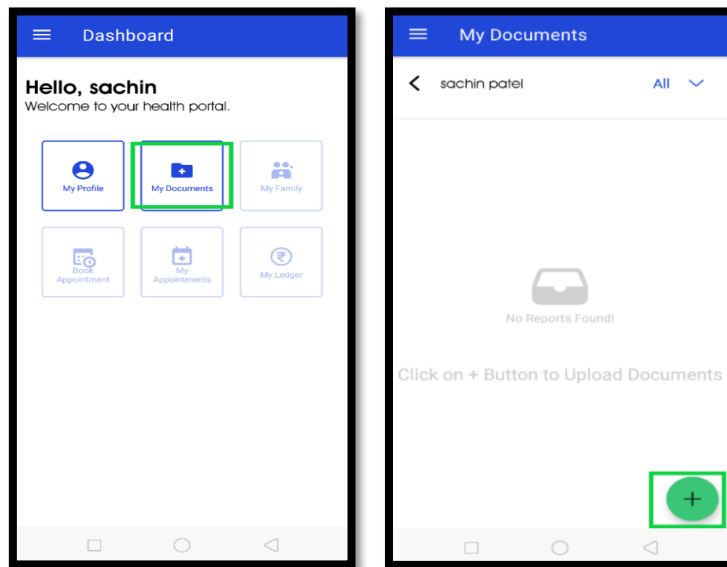 Dashboard
Hello, sachin
Welcome to your health portal.
My Profile
My Documents
My Family
Book
Appointment
My
Appointments
My Ledger
My Documents
sachin patel
All
No Reports Found!
Click on + Button to Upload Documents
+